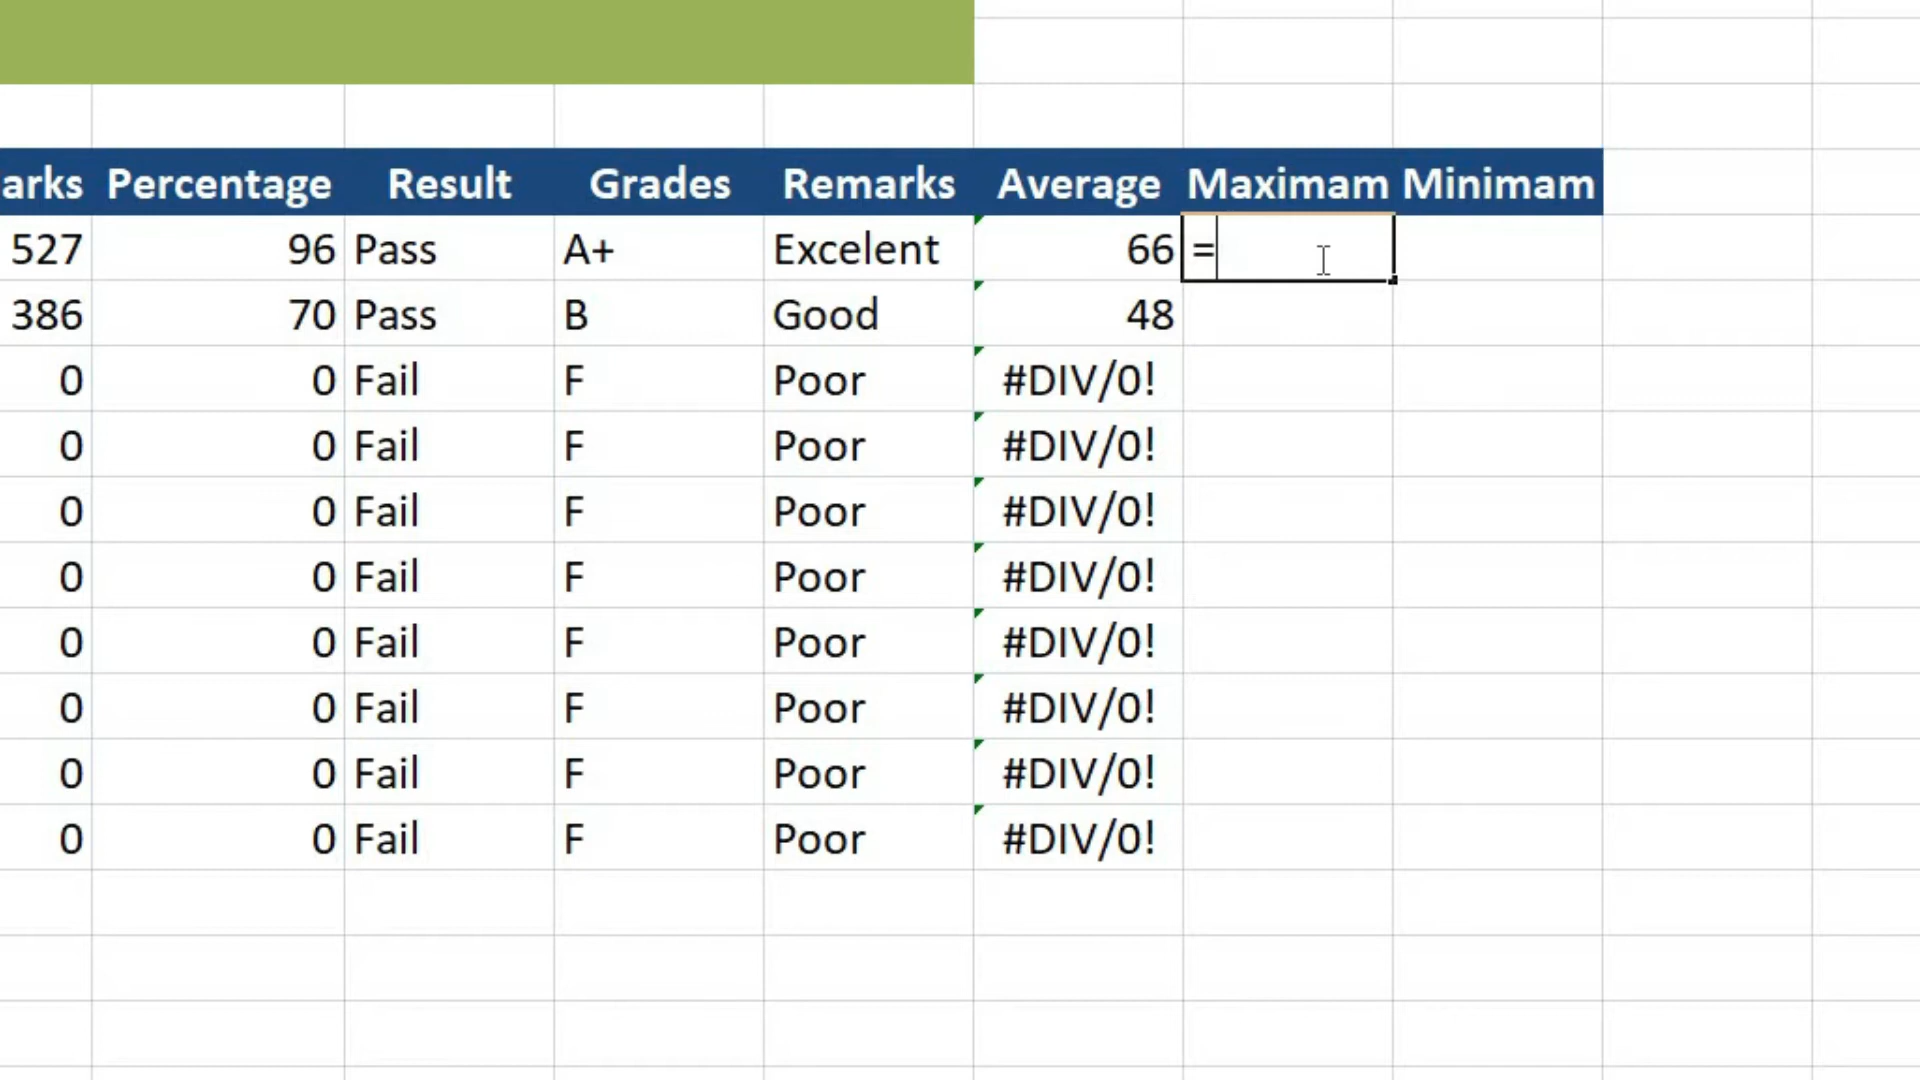 arks Percentage Result Grades Remarks Average Maximam Minimam
527 96 Pass A+ Excelent 66 =
386 70 Pass B Good 48
0 0 Fail F Poor #DIV/0!
0 0 Fail F Poor #DIV/0!
0 0 Fail F Poor #DIV/0!
0 0 Fail F Poor #DIV/0!
0 0 Fail F Poor #DIV/0!
0 0 Fail F Poor #DIV/0!
0 0 Fail F Poor #DIV/0!
0 0 Fail F Poor #DIV/0!